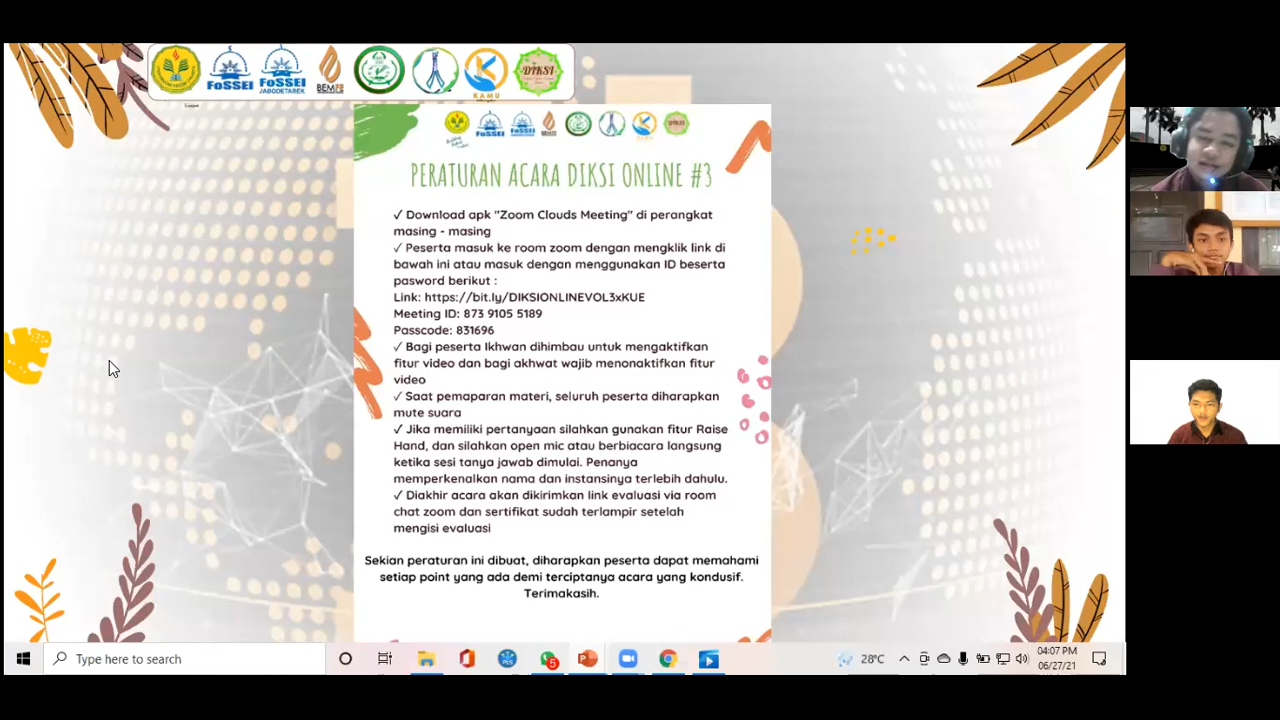 FoSSEI
FoSSEI
JABODETABEK
BEMFE
KAMU
DIKSI
FoSSEI
FoSSEI
PERATURAN ACARA DIKSI ONLINE #3
✓ Download apk "Zoom Clouds Meeting" di perangkat
masing - masing
✓ Peserta masuk ke room zoom dengan mengklik link di
bawah ini atau masuk dengan menggunakan ID beserta
pasword berikut :
Link: https://bit.ly/DIKSIONLINEVOL3xKUE
Meeting ID: 873 9105 5189
Passcode: 831696
✓ Bagi peserta Ikhwan dihimbau untuk mengaktifkan
fitur video dan bagi akhwat wajib menonaktifkan fitur
video
✓ Saat pemaparan materi, seluruh peserta diharapkan
mute suara
✓ Jika memiliki pertanyaan silahkan gunakan fitur Raise
Hand, dan silahkan open mic atau berbiacara langsung
ketika sesi tanya jawab dimulai. Penanya
memperkenalkan nama dan instansinya terlebih dahulu.
✓ Diakhir acara akan dikirimkan link evaluasi via room
chat zoom dan sertifikat sudah terlampir setelah
mengisi evaluasi
Sekian peraturan ini dibuat, diharapkan peserta dapat memahami
setiap point yang ada demi terciptanya acara yang kondusif.
Terimakasih.
Type here to search
5
28°C
04:07 PM
06/27/21